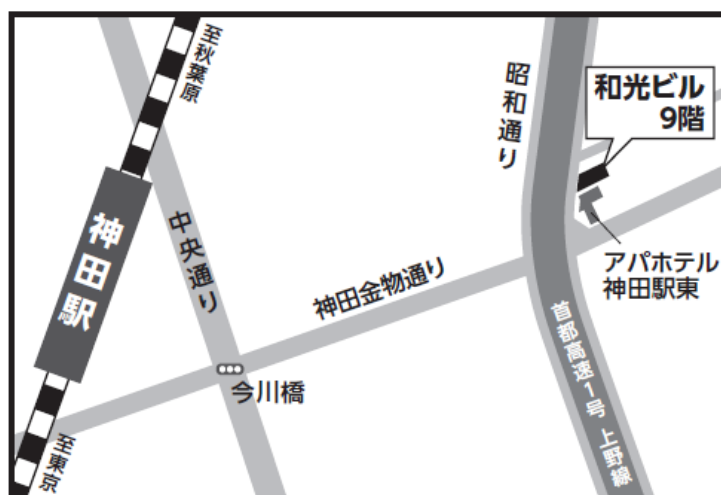 至秋葉原
神田駅
至東京
中央通り
神田金物通り
今川橋
昭和通り
首都高速1号 上野線
和光ビル
9階
アパホテル
神田駅東